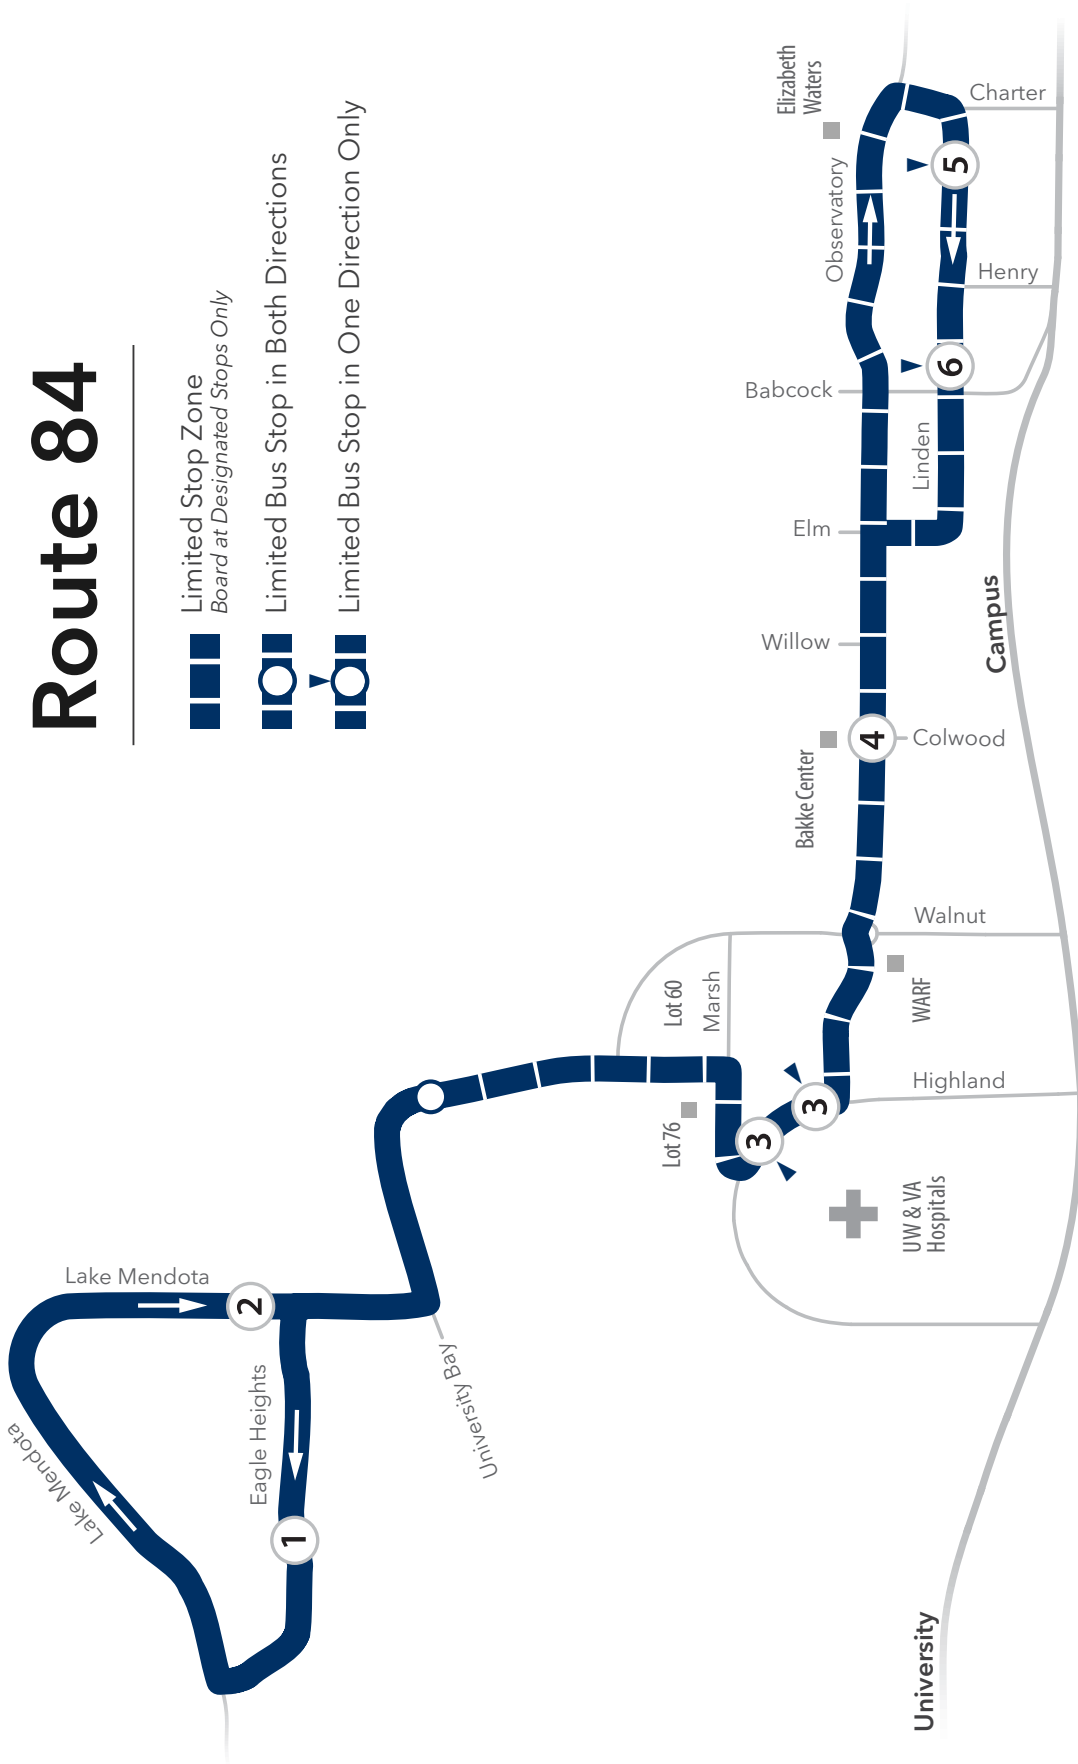 Route 84
Limited Stop Zone
Board at Designated Stops Only
Limited Bus Stop in Both Directions
Limited Bus Stop in One Direction Only
Lake Mendota
Lake Mendota
2
Eagle Heights
1
University Bay
Lot 60
Marsh
Lot 76
3
3
UW & VA
Hospitals
Highland
WARF
Walnut
Bakke Center
4
Colwood
Willow
Elm
Linden
Babcock
6
Observatory
Henry
Elizabeth
Waters
5
Charter
University
Campus